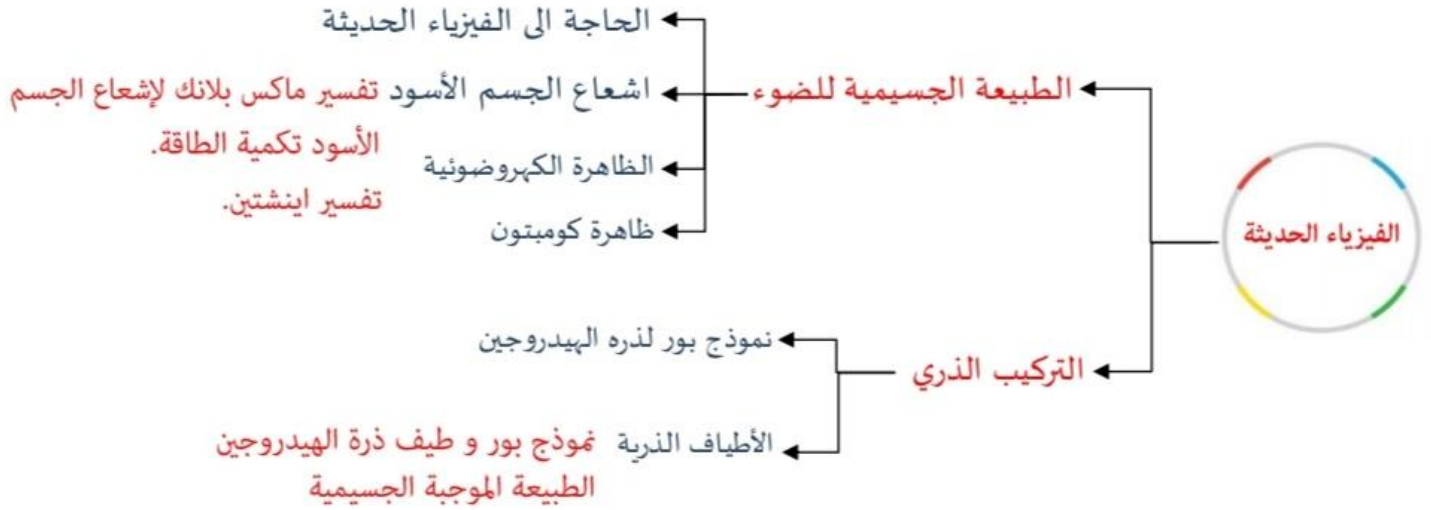 الفيزياء الحديثة
الطبيعة الجسيمية للضوء
الحاجة الى الفيزياء الحديثة
اشعاع الجسم الأسود تفسير ماكس بلانك لإشعاع الجسم
الأسود تكمية الطاقة.
الظاهرة الكهروضوئية
تفسير اينشتين.
ظاهرة كومبتون
التركيب الذري
نموذج بور لذره الهيدروجين
الأطياف الذرية نموذج بور و طيف ذرة الهيدروجين
الطبيعة الموجبة الجسيمية